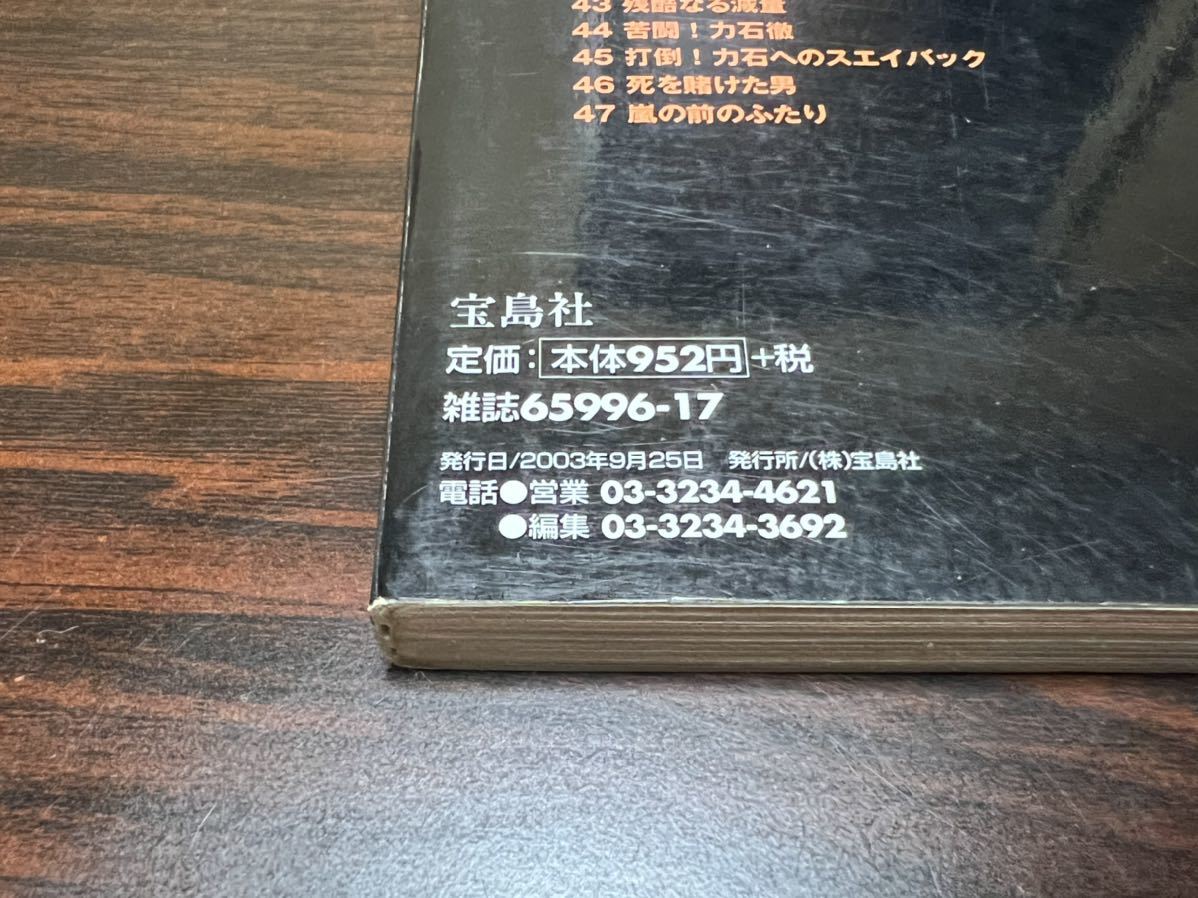 43 残酷なる減量
44 苦闘！力石徹
45 打倒！力石へのスエイバック
46 死を賭けた男
47 嵐の前のふたり
宝島社
定価：本体952円+税
雑誌65996-17
発行日/2003年9月25日　発行所/(株)宝島社
電話●営業 03-3234-4621
●編集 03-3234-3692